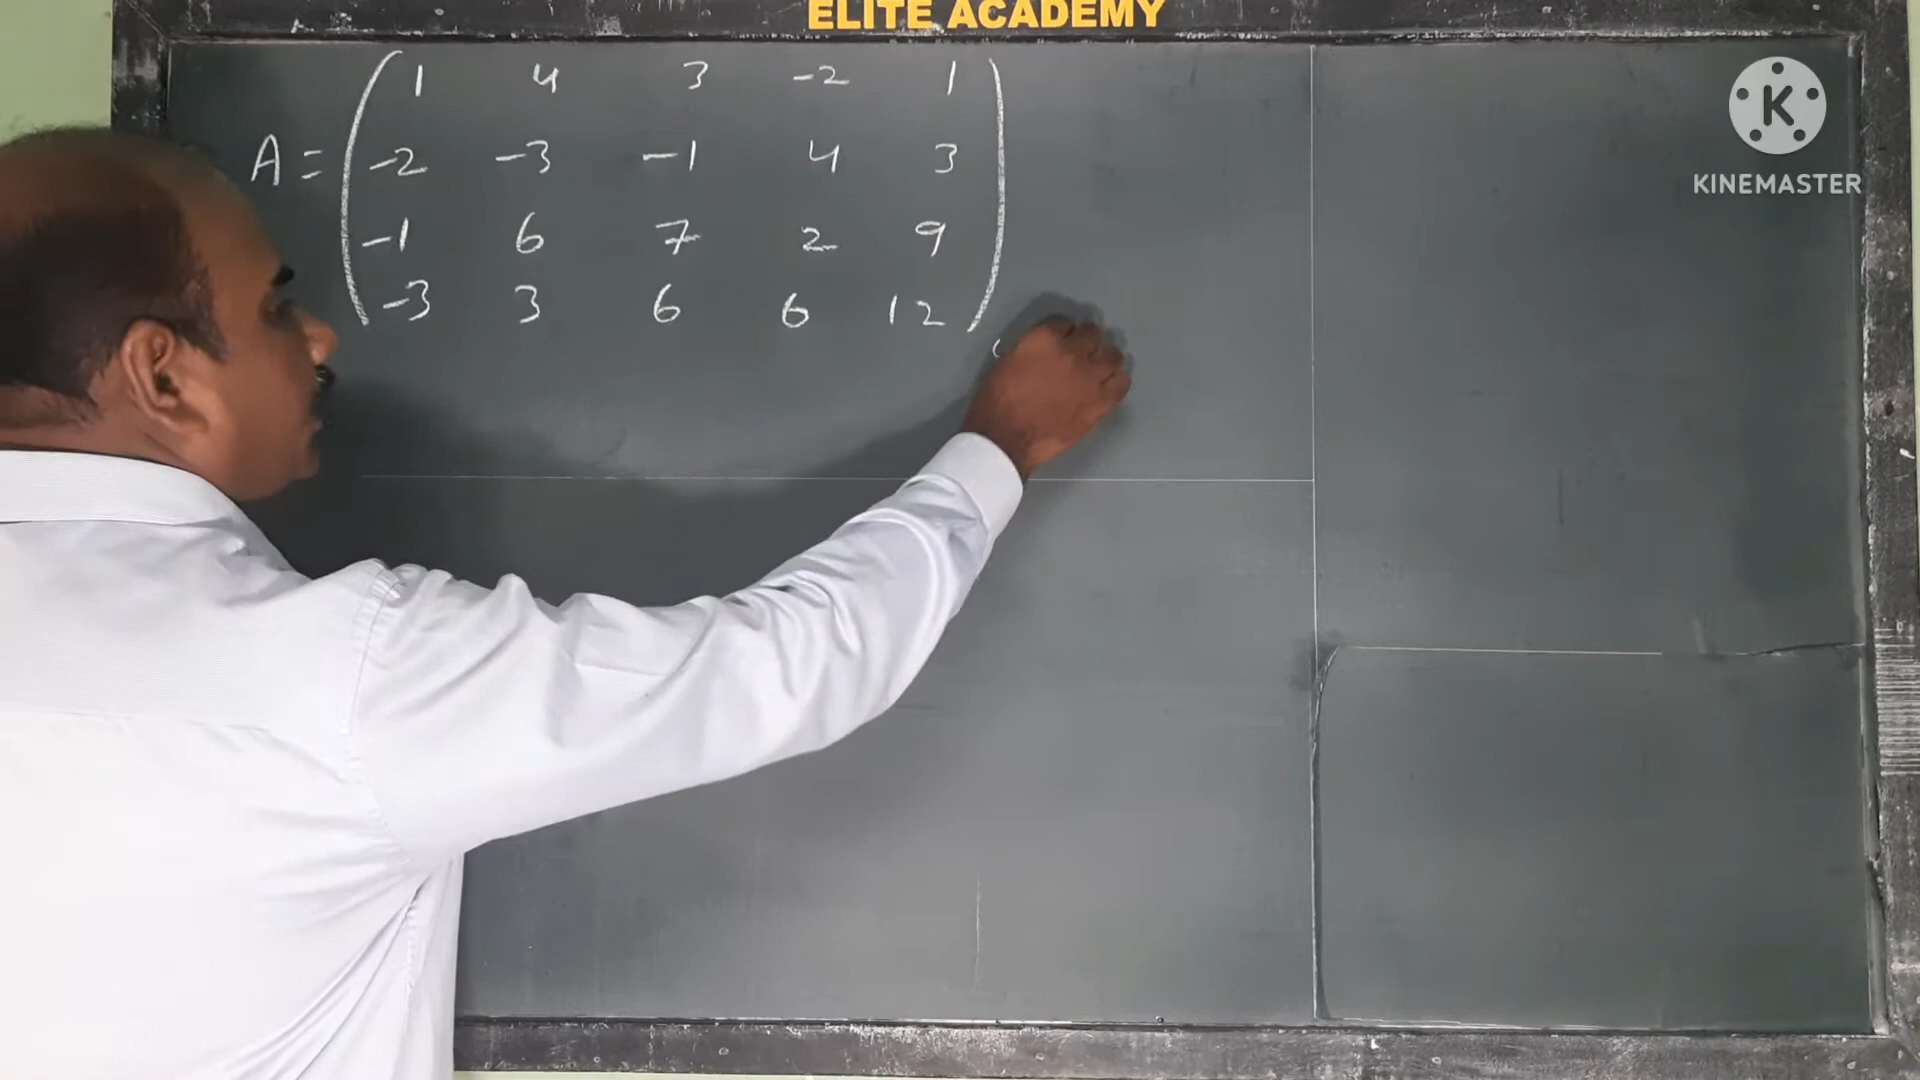 ELITE ACADEMY
1 4 3 -2 1
A = -2 -3 -1 4 3
-1 6 7 2 9
-3 3 6 6 12
K
KINEMASTER